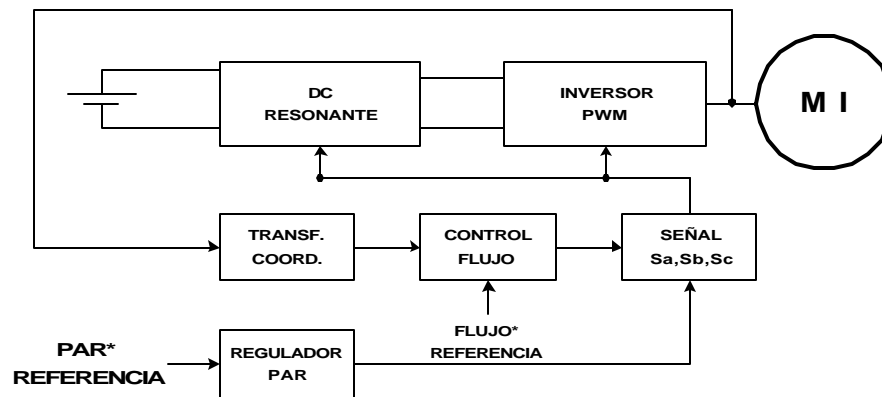 DC
RESONANTE
INVERSOR
PWM
M I
TRANSF.
COORD.
CONTROL
FLUJO
SEÑAL
Sa,Sb,Sc
PAR*
REFERENCIA
REGULADOR
PAR
FLUJO*
REFERENCIA